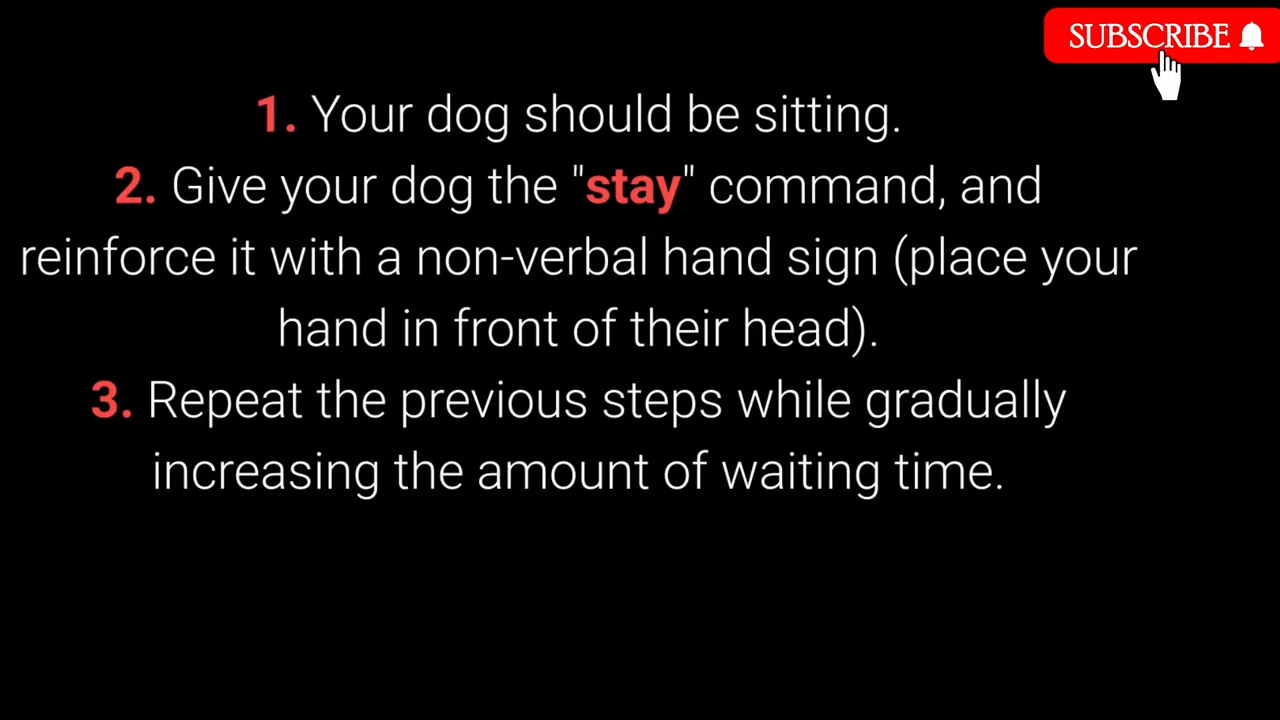 SUBSCRIBE
1. Your dog should be sitting.
2. Give your dog the "stay" command, and
reinforce it with a non-verbal hand sign (place your
hand in front of their head).
3. Repeat the previous steps while gradually
increasing the amount of waiting time.